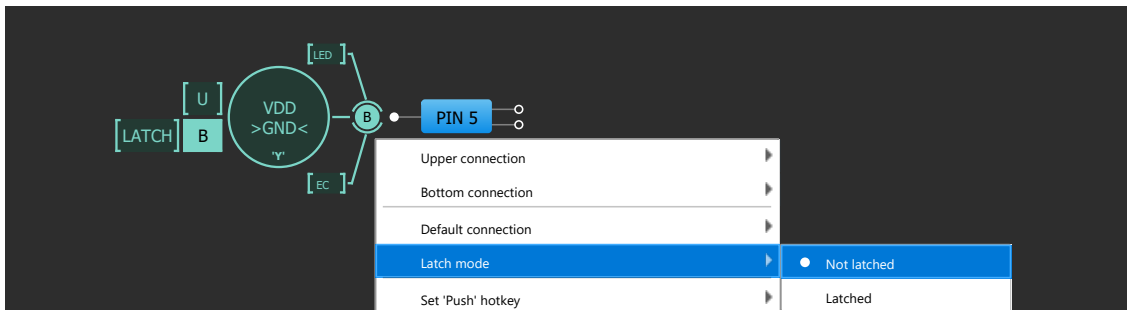 [LED ]
[ U ]
VDD
>GND<
'Y'
[LATCH] B
B
PIN 5
[ EC ]
Upper connection
Bottom connection
Default connection
Latch mode
Not latched
Set 'Push' hotkey
Latched